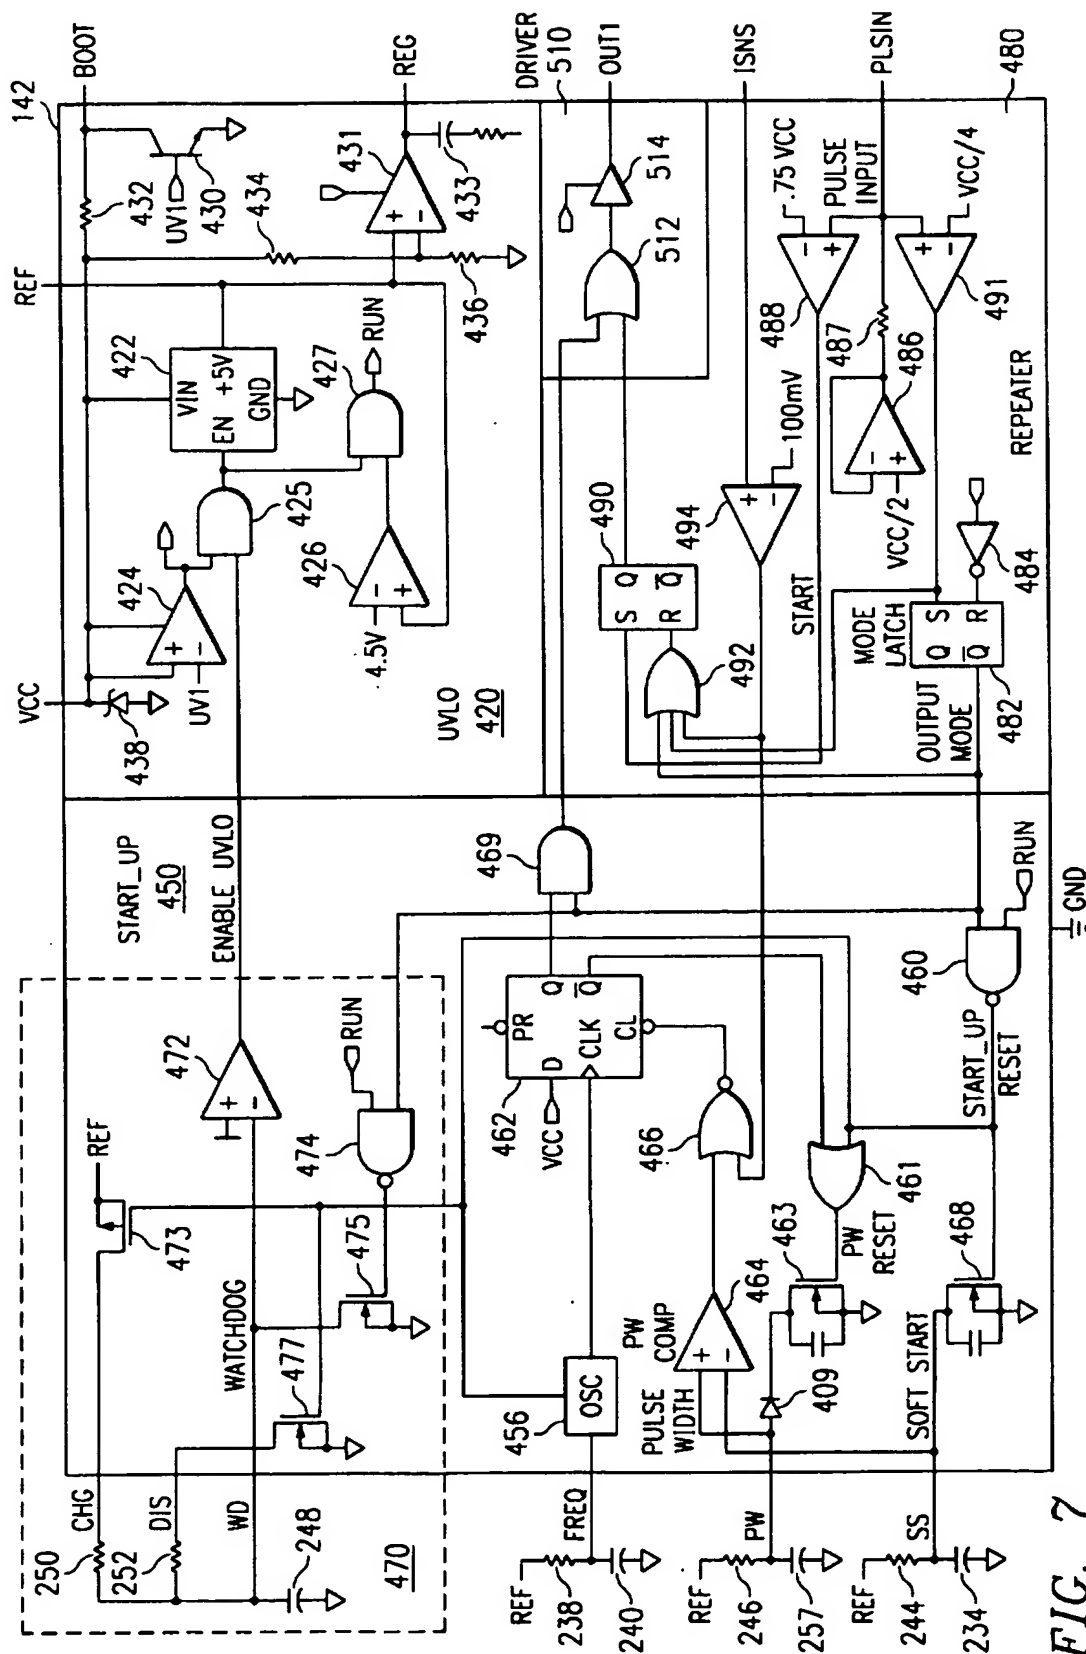 142
BOOT
432
UV1
430
434
REF
REG
431
433
436
422
VIN
EN +5V
GND
RUN
427
425
424
+
−
UV1
VCC
438
426
−
+
4.5V
UVLO
420
DRIVER
510
OUT1
514
512
ISNS
PLSIN
480
.75 VCC
PULSE
INPUT
VCC/4
−
+
488
+
−
491
487
486
−
+
VCC/2
REPEATER
100mV
494
+
−
490
S Q
R Q
492
START
484
MODE
LATCH
Q S
Q R
482
OUTPUT
MODE
START_UP
450
ENABLE UVLO
469
472
+
−
REF
473
RUN
474
475
WATCHDOG
477
CHG
250
DIS
252
WD
248
470
PR
D Q
CLK Q
CL
462
VCC
466
461
PW
RESET
463
PW
COMP
464
+
−
PULSE
WIDTH
OSC
456
409
SOFT START
468
START_UP
RESET
460
RUN
GND
FREQ
REF
238
240
PW
REF
246
257
SS
REF
244
234
FIG. 7